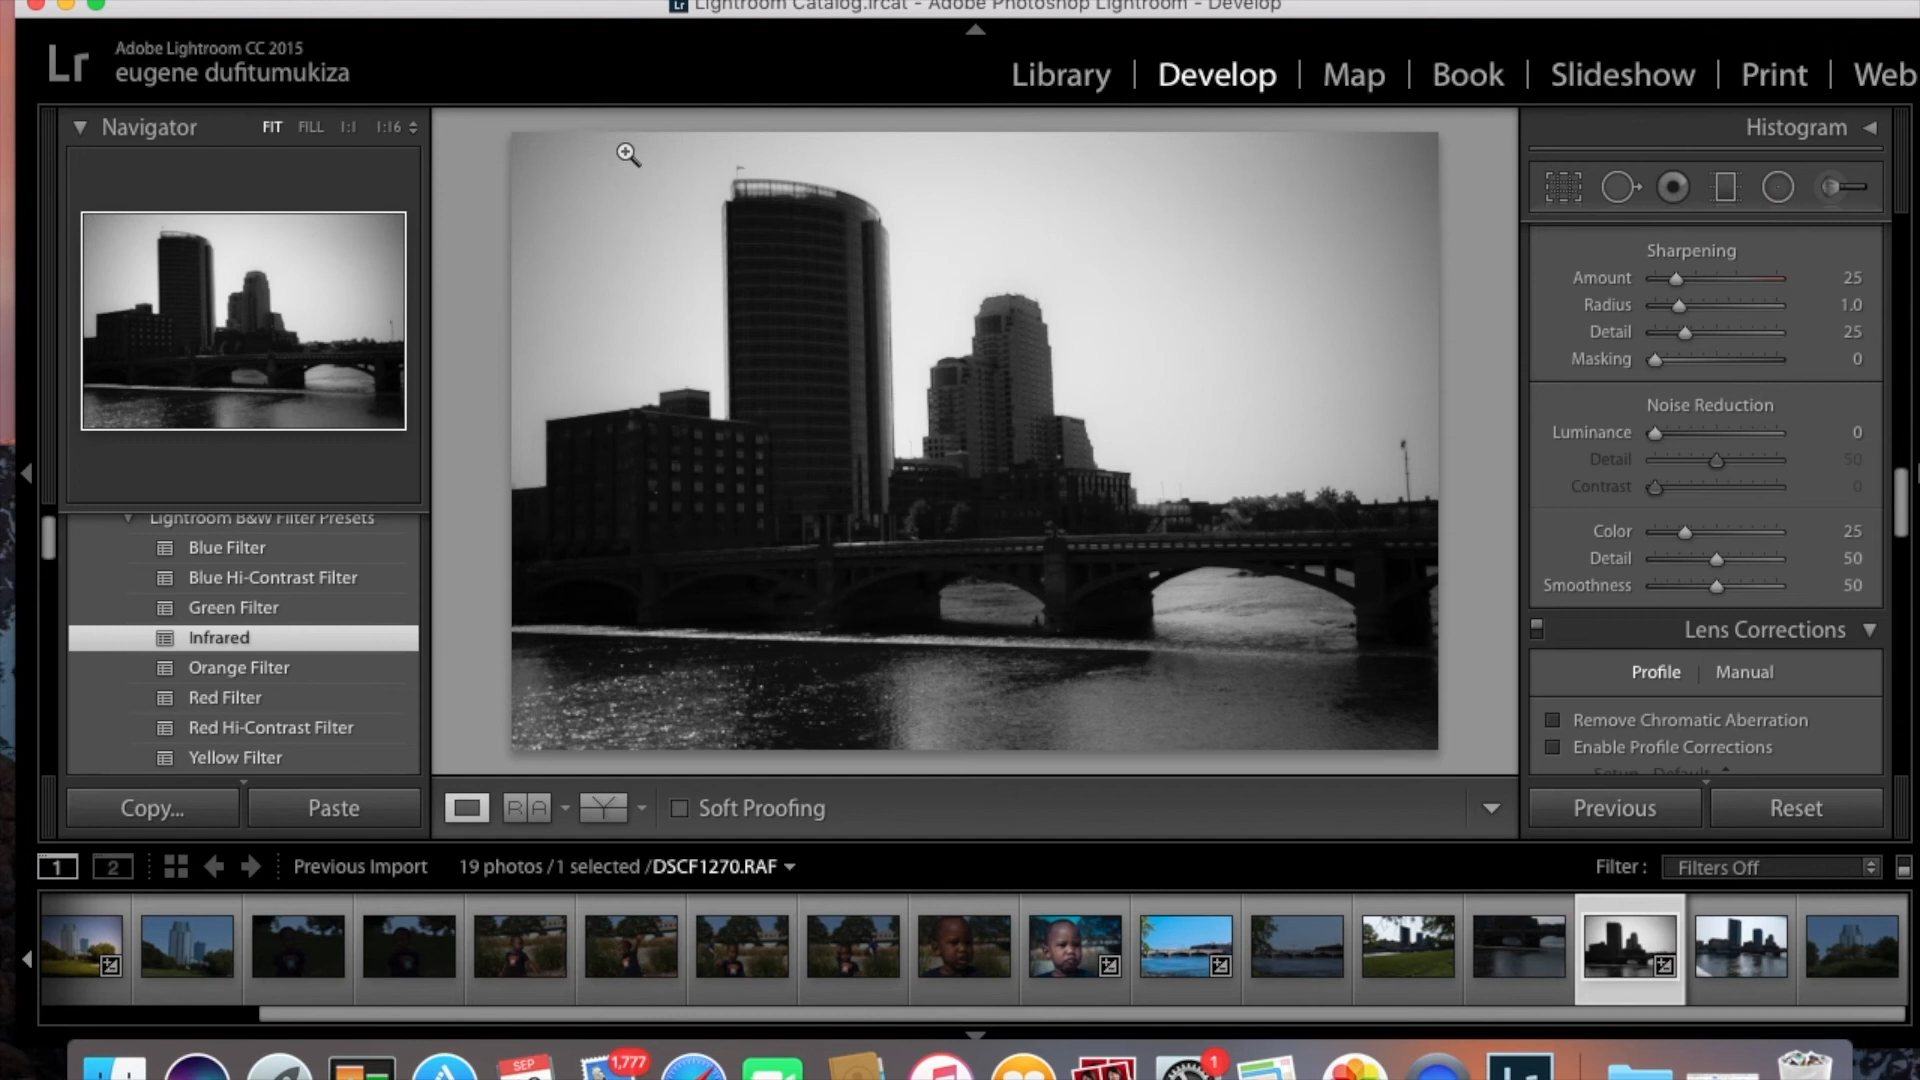 Lightroom Catalog.lrcat - Adobe Photoshop Lightroom - Develop
Lr
Adobe Lightroom CC 2015
eugene dufitumukiza
Library | Develop | Map | Book | Slideshow | Print | Web
Navigator FIT FILL 1:1 1:16
Histogram
Sharpening
Amount 25
Radius 1.0
Detail 25
Masking 0
Noise Reduction
Luminance 0
Detail 50
Contrast 0
Color 25
Detail 50
Smoothness 50
Lens Corrections
Profile | Manual
Remove Chromatic Aberration
Enable Profile Corrections
Setup Default
Lightroom B&W Filter Presets
Blue Filter
Blue Hi-Contrast Filter
Green Filter
Infrared
Orange Filter
Red Filter
Red Hi-Contrast Filter
Yellow Filter
Copy... Paste
R A Y Soft Proofing
Previous Reset
1 2 Previous Import 19 photos / 1 selected / DSCF1270.RAF
Filter : Filters Off
SEP 1,777 1
Lr